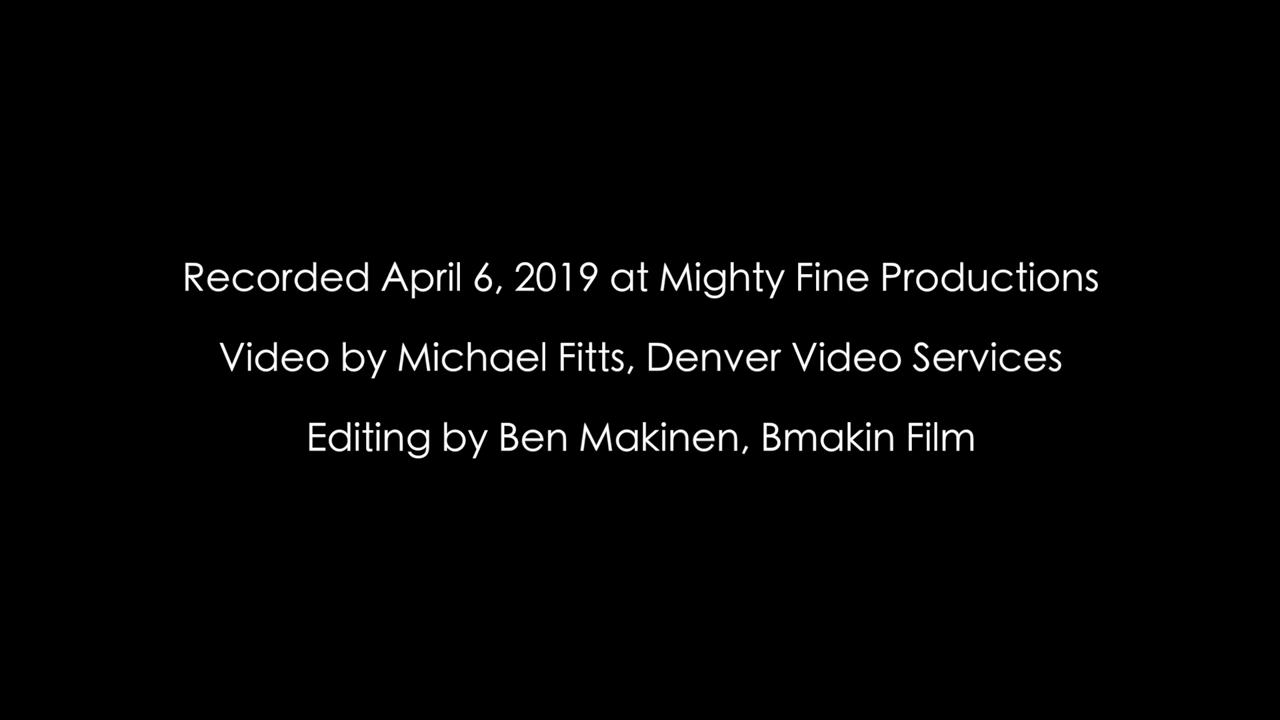 Recorded April 6, 2019 at Mighty Fine Productions
Video by Michael Fitts, Denver Video Services
Editing by Ben Makinen, Bmakin Film